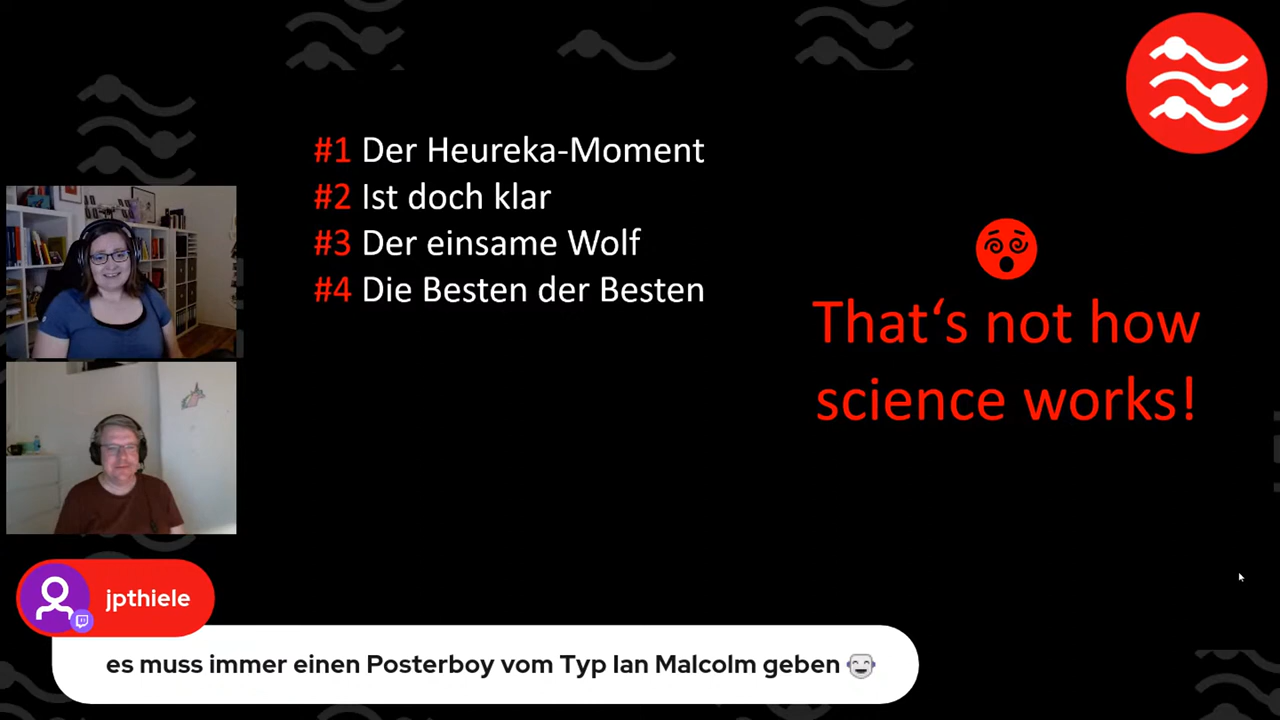 #1 Der Heureka-Moment
#2 Ist doch klar
#3 Der einsame Wolf
#4 Die Besten der Besten
That‘s not how
science works!
jpthiele
es muss immer einen Posterboy vom Typ Ian Malcolm geben